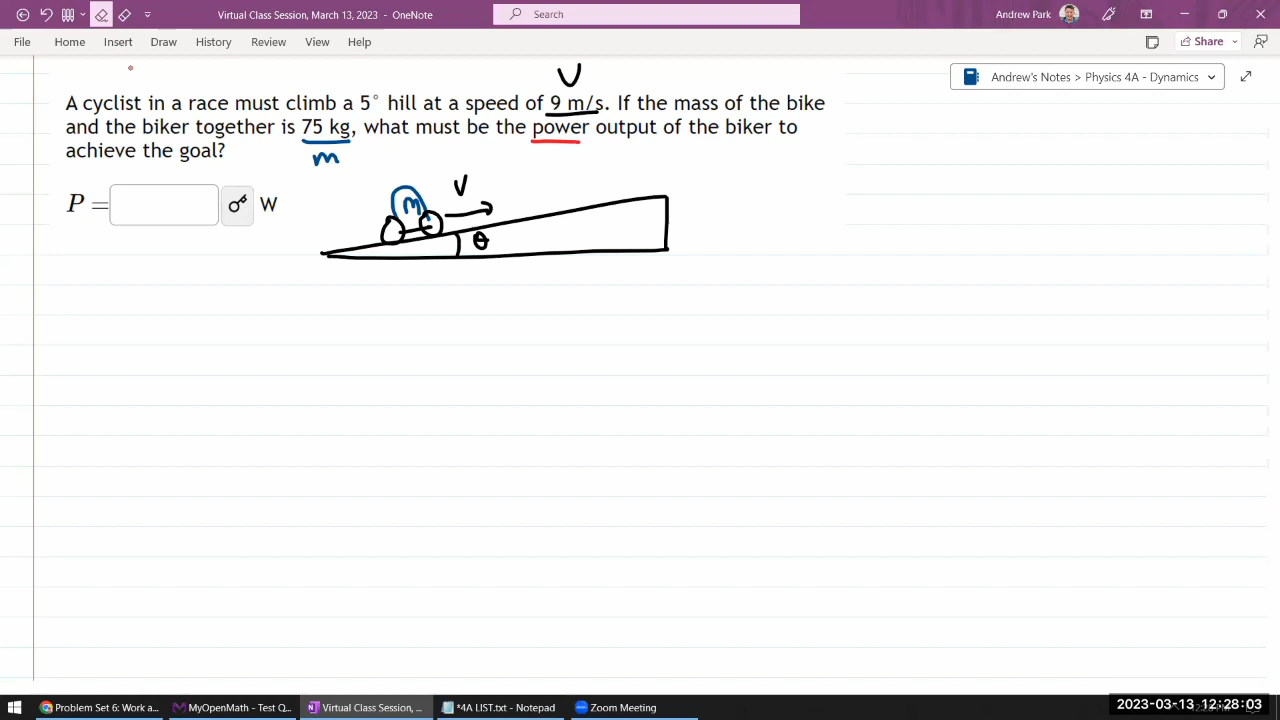 Virtual Class Session, March 13, 2023 - OneNote
Search
Andrew Park
File Home Insert Draw History Review View Help
Share
Andrew's Notes > Physics 4A - Dynamics
V
A cyclist in a race must climb a 5° hill at a speed of 9 m/s. If the mass of the bike
and the biker together is 75 kg, what must be the power output of the biker to
achieve the goal?
m
P = W
V
m
θ
Problem Set 6: Work a...
MyOpenMath - Test Q...
Virtual Class Session, ...
*4A LIST.txt - Notepad
Zoom Meeting
2023-03-13 12:28:03